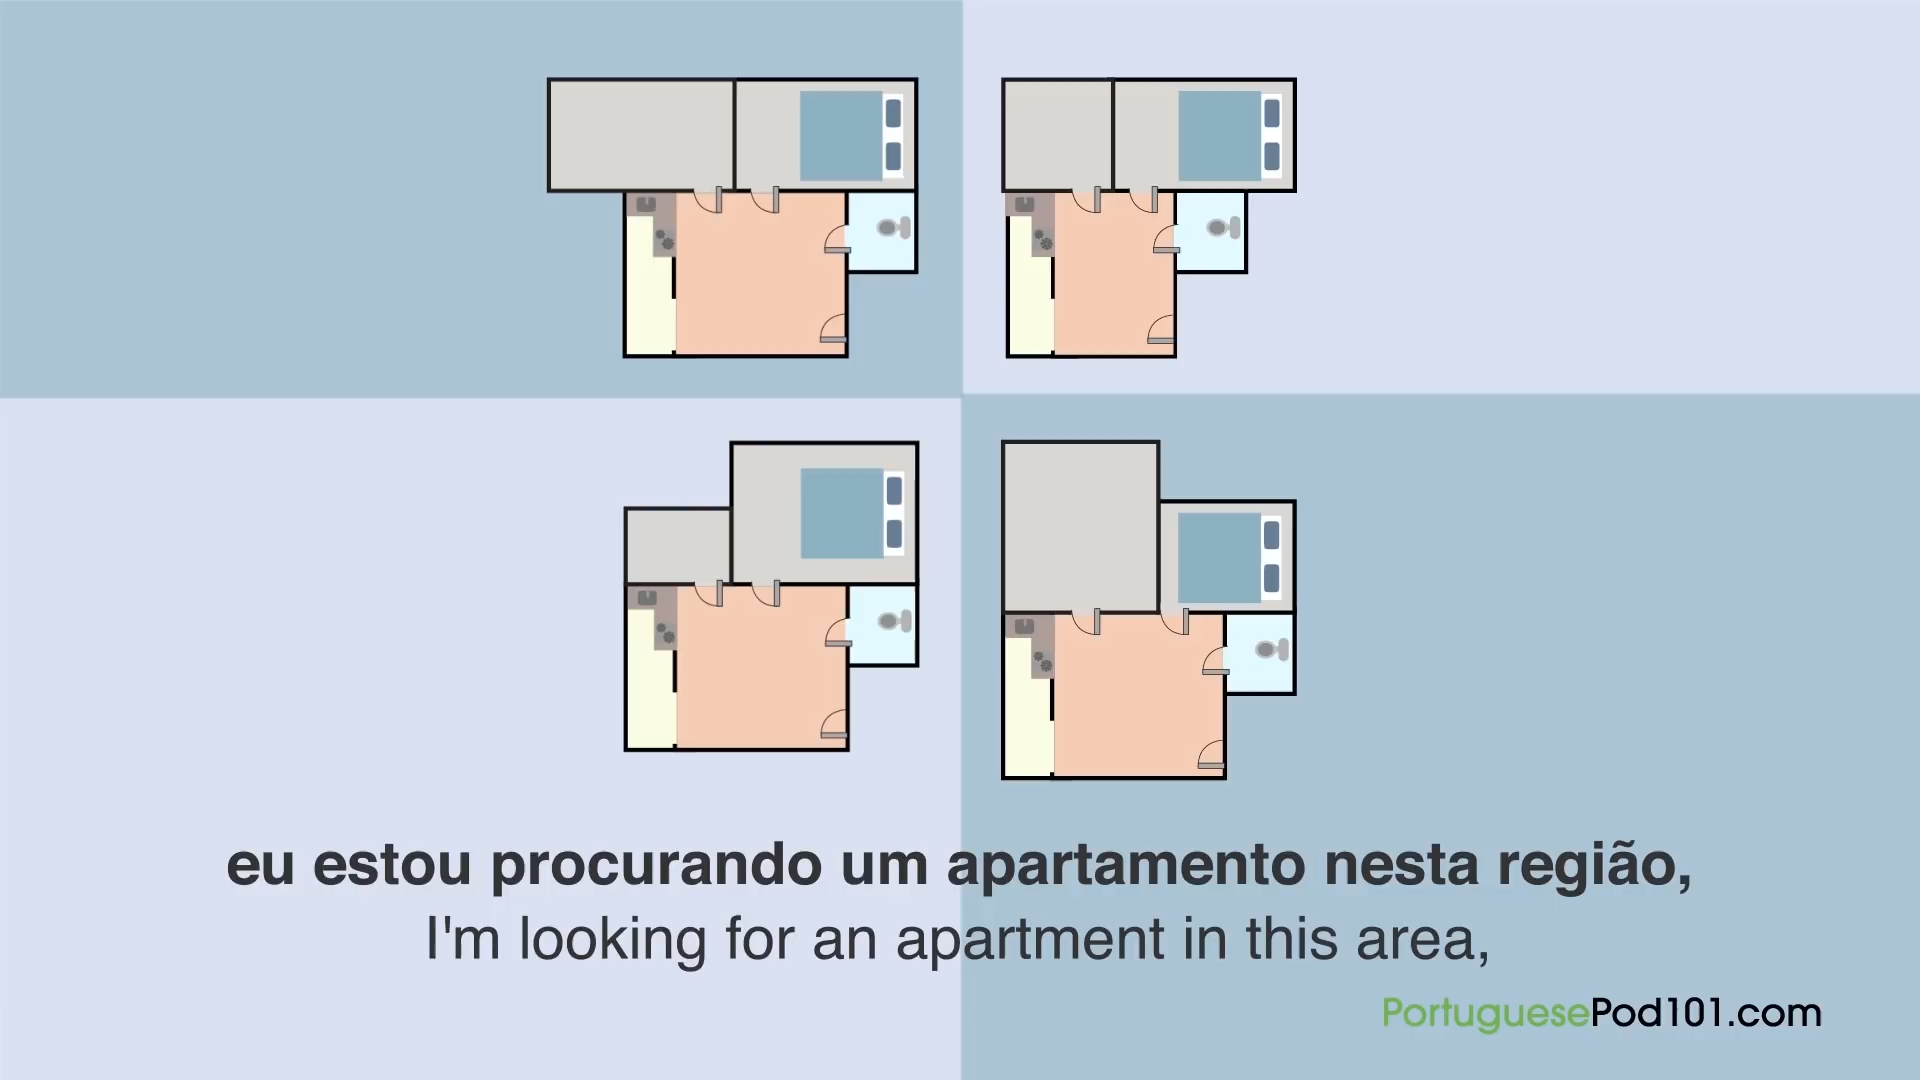 eu estou procurando um apartamento nesta região,
I'm looking for an apartment in this area,
PortuguesePod101.com